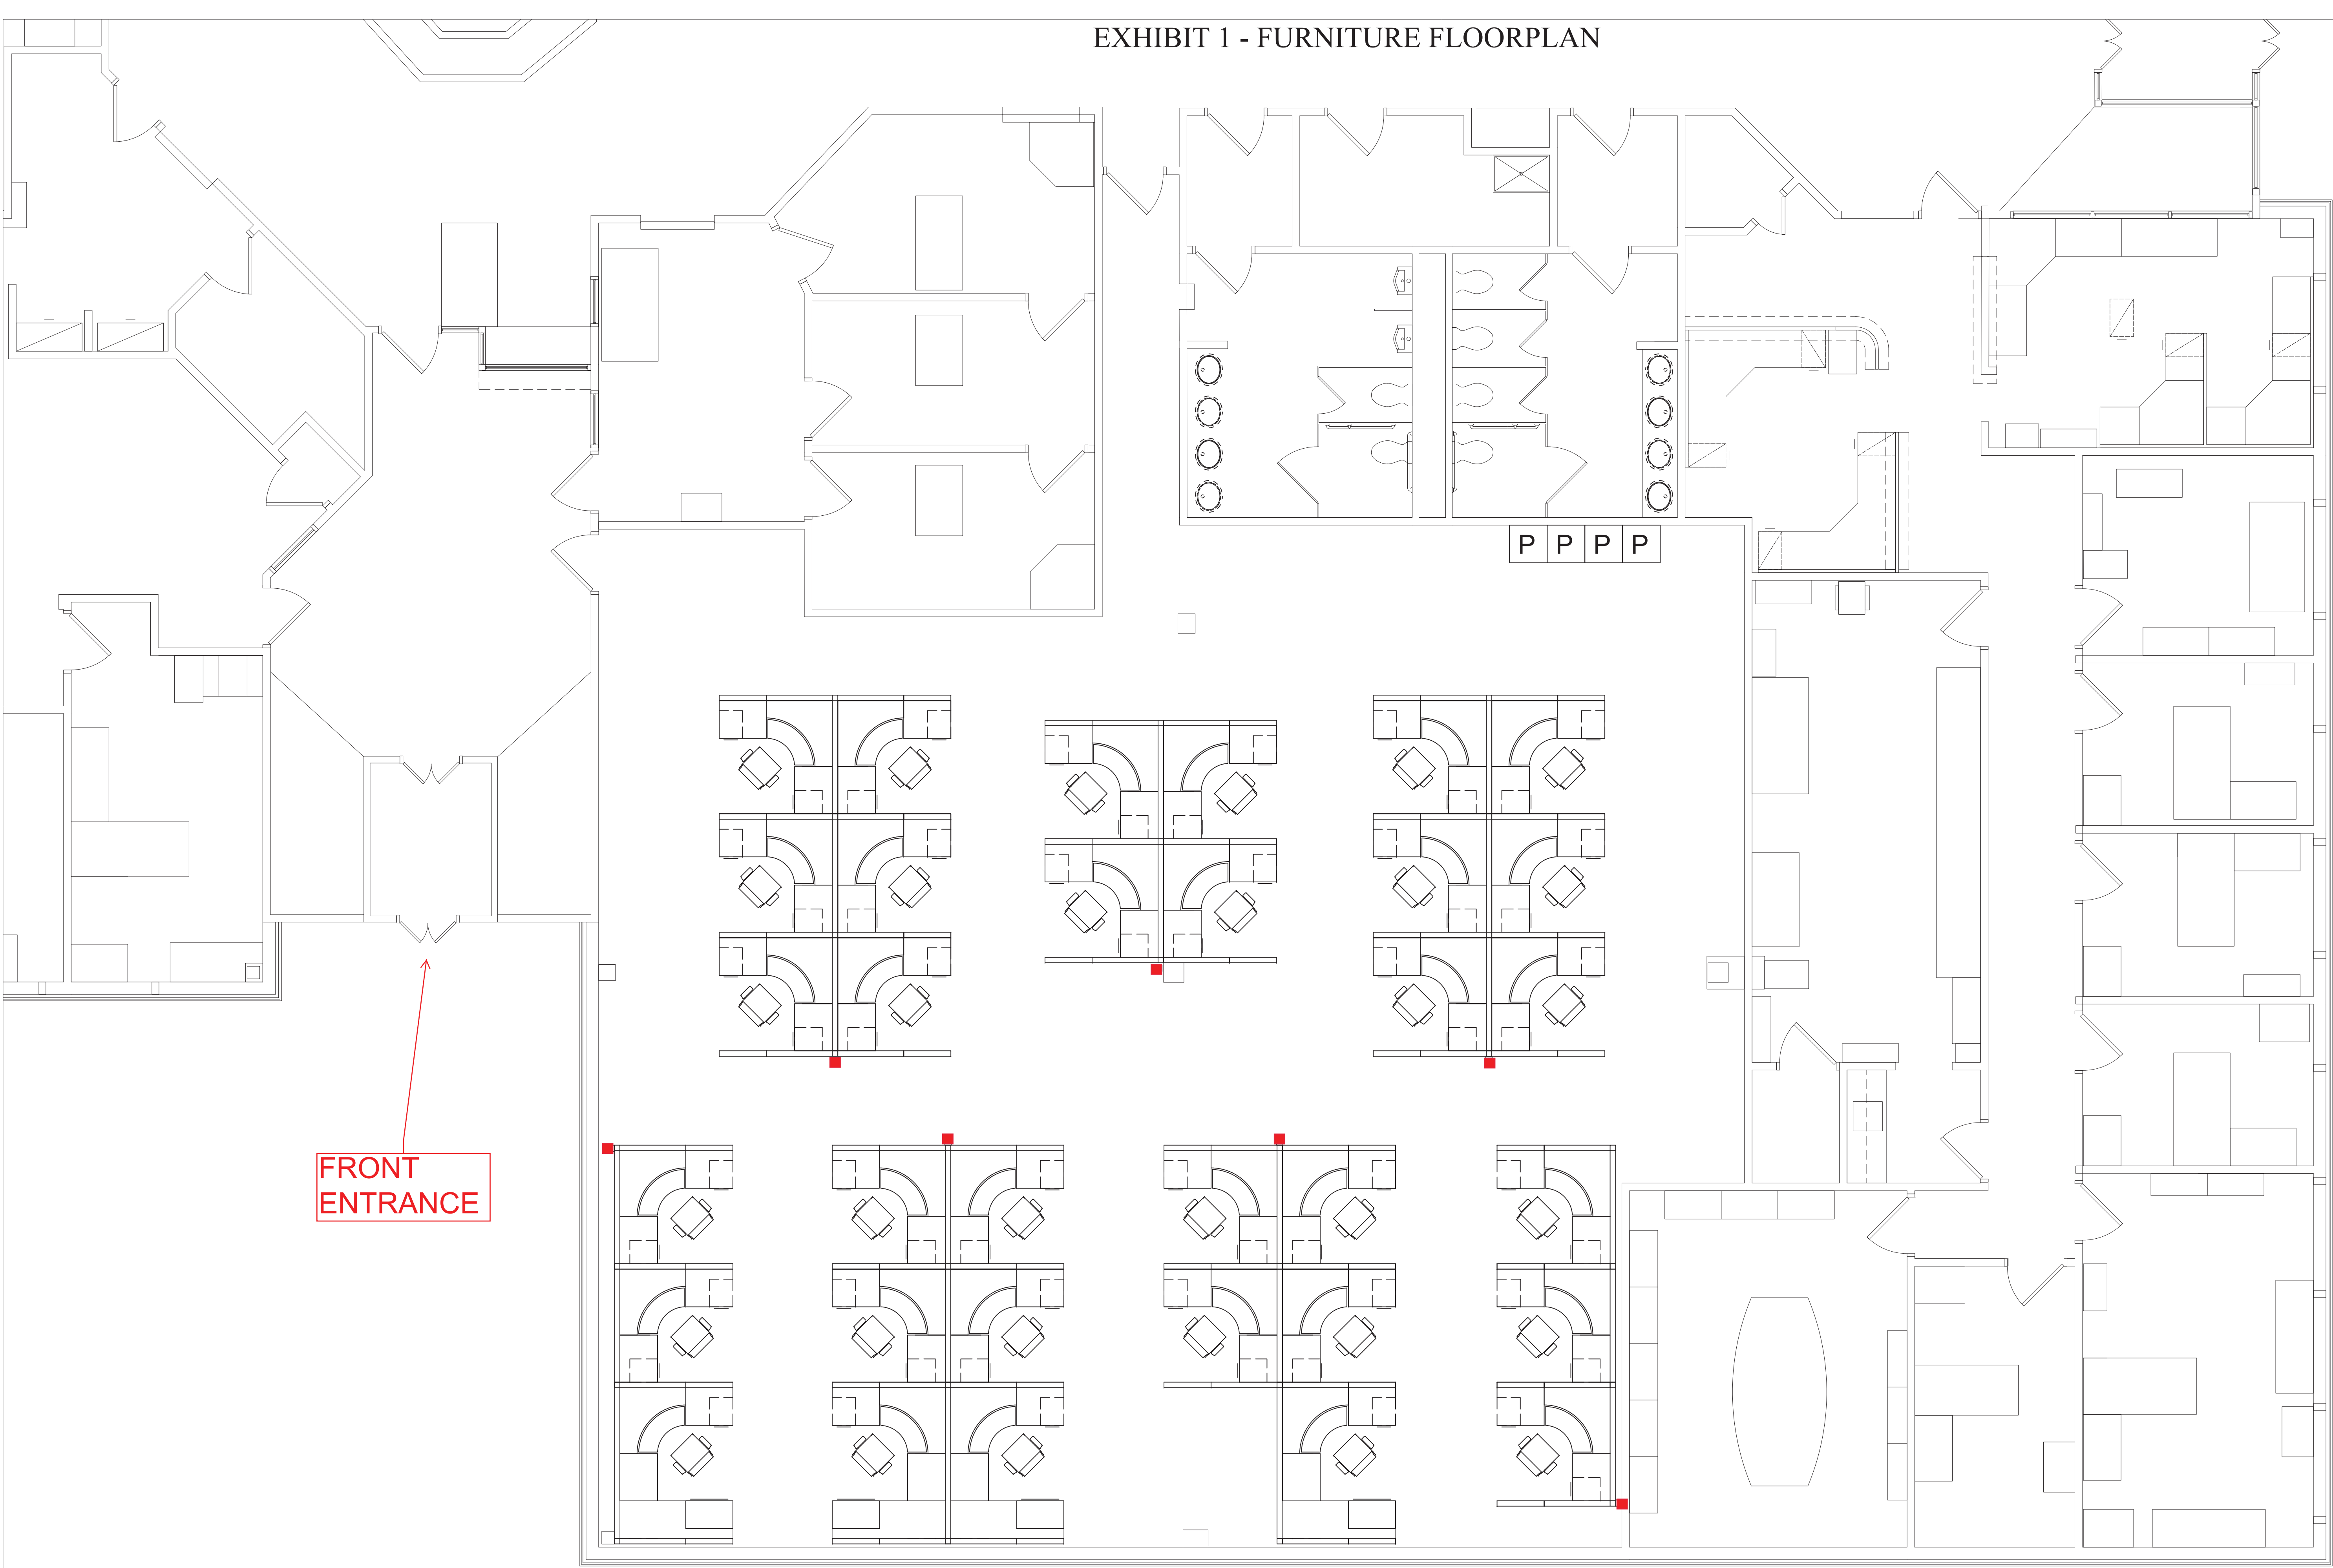 EXHIBIT 1 - FURNITURE FLOORPLAN
P P P P
FRONT
ENTRANCE